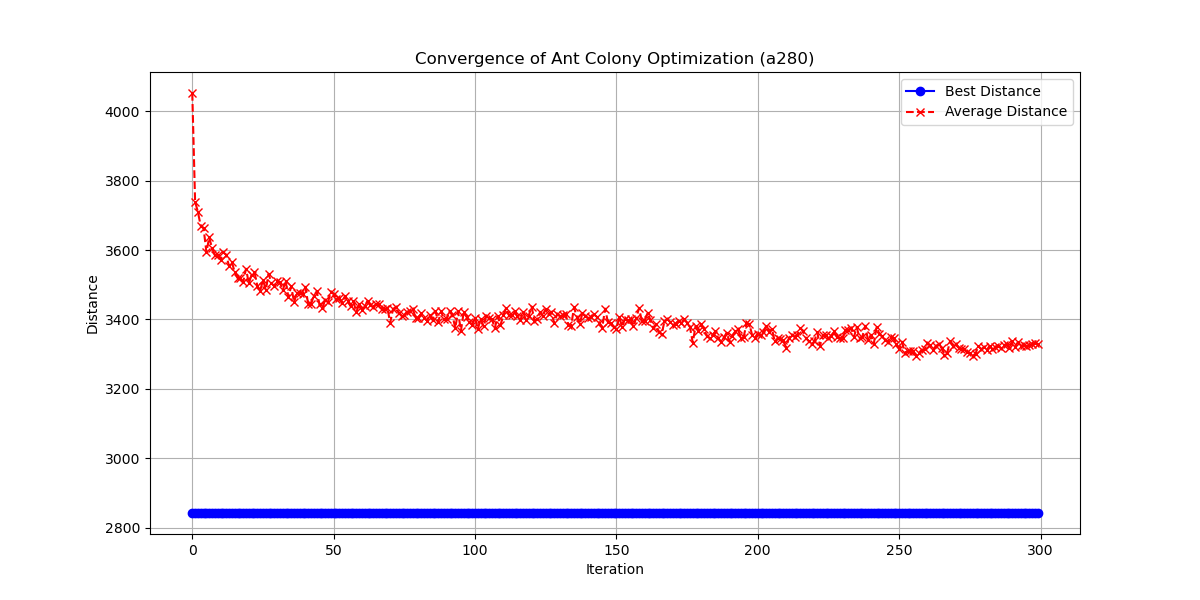 Convergence of Ant Colony Optimization (a280)
Best Distance
Average Distance
4000
3800
3600
3400
3200
3000
2800
Distance
0 50 100 150 200 250 300
Iteration